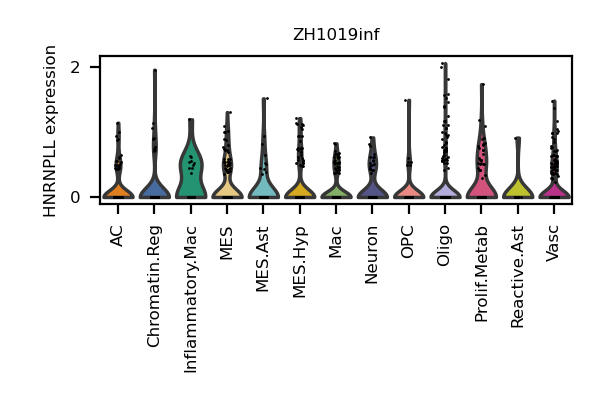 ZH1019inf
HNRNPLL expression
2
0
AC
Chromatin.Reg
Inflammatory.Mac
MES
MES.Ast
MES.Hyp
Mac
Neuron
OPC
Oligo
Prolif.Metab
Reactive.Ast
Vasc